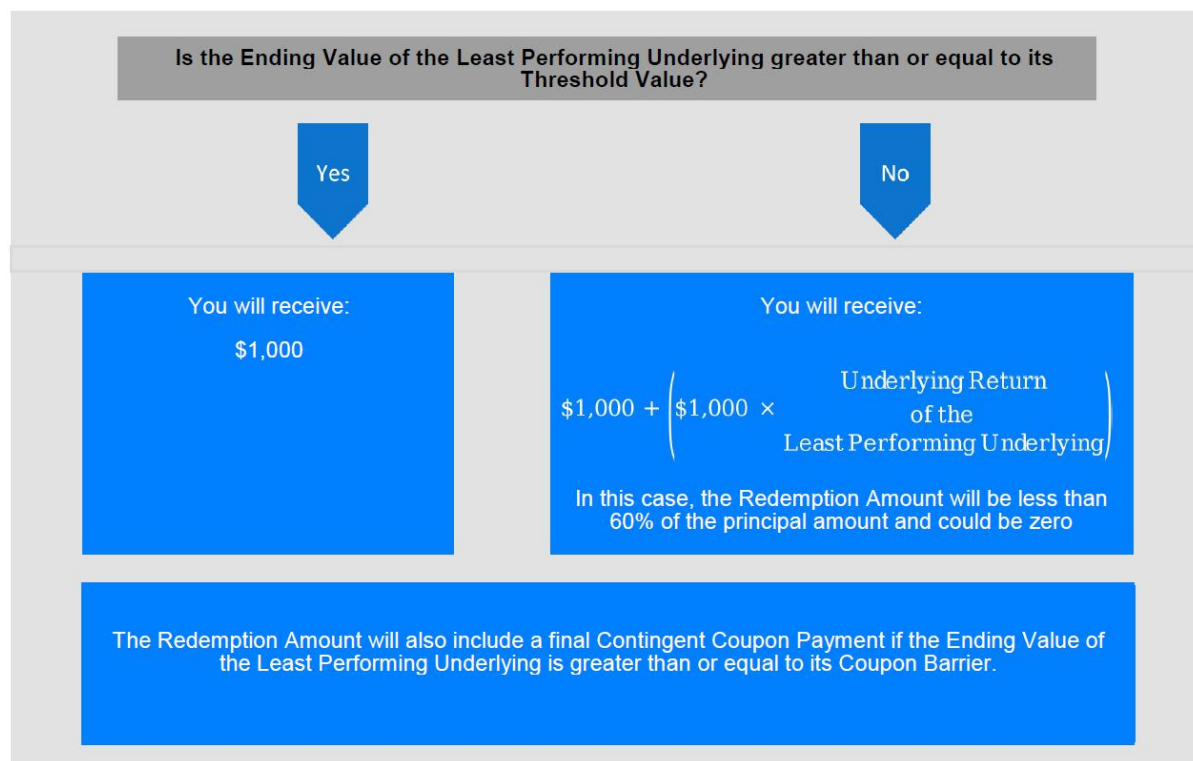 Is the Ending Value of the Least Performing Underlying greater than or equal to its
Threshold Value?
Yes
No
You will receive:
$1,000
You will receive:
$1,000 + ($1,000 × Underlying Return
of the
Least Performing Underlying)
In this case, the Redemption Amount will be less than
60% of the principal amount and could be zero
The Redemption Amount will also include a final Contingent Coupon Payment if the Ending Value of
the Least Performing Underlying is greater than or equal to its Coupon Barrier.